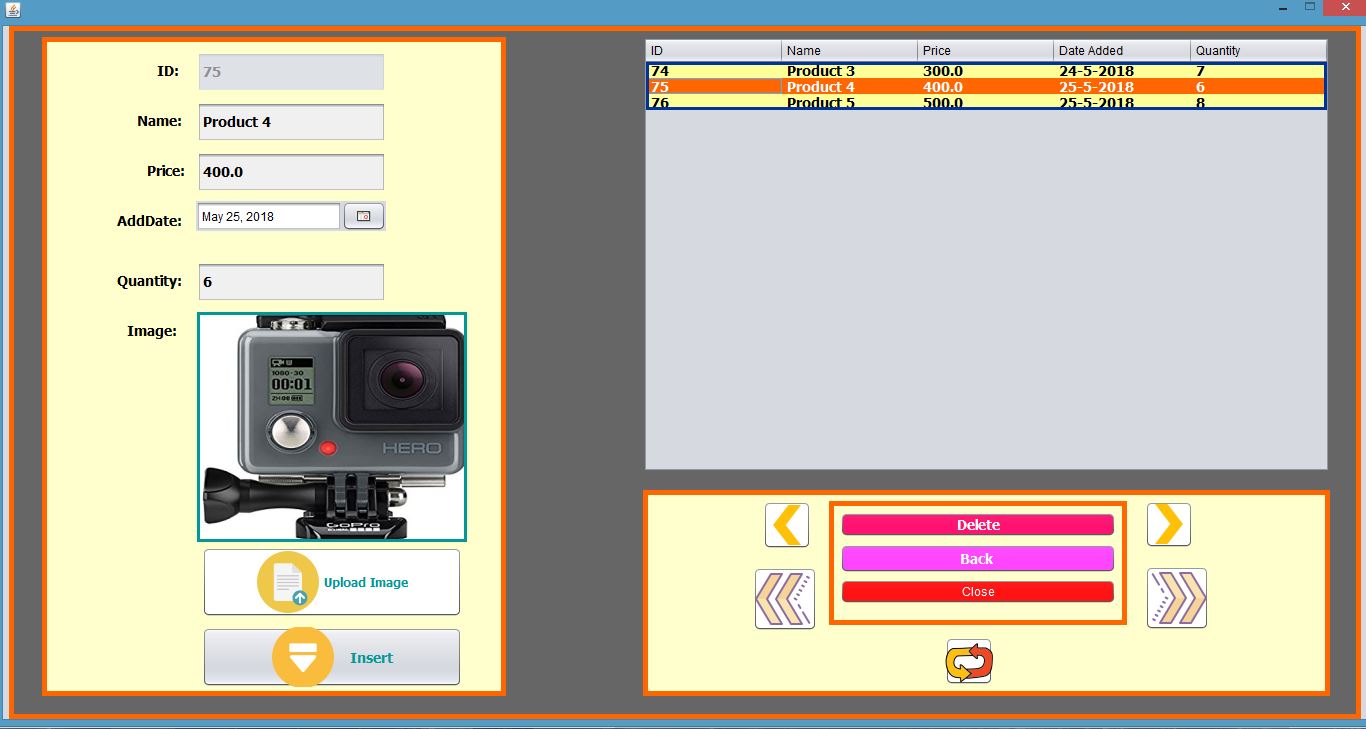 ID: 75
Name: Product 4
Price: 400.0
AddDate: May 25, 2018
Quantity: 6
Image:
1080-30
00:01
HERO
GoPro
Upload Image
Insert
ID Name Price Date Added Quantity
74 Product 3 300.0 24-5-2018 7
75 Product 4 400.0 25-5-2018 6
76 Product 5 500.0 25-5-2018 8
Delete
Back
Close